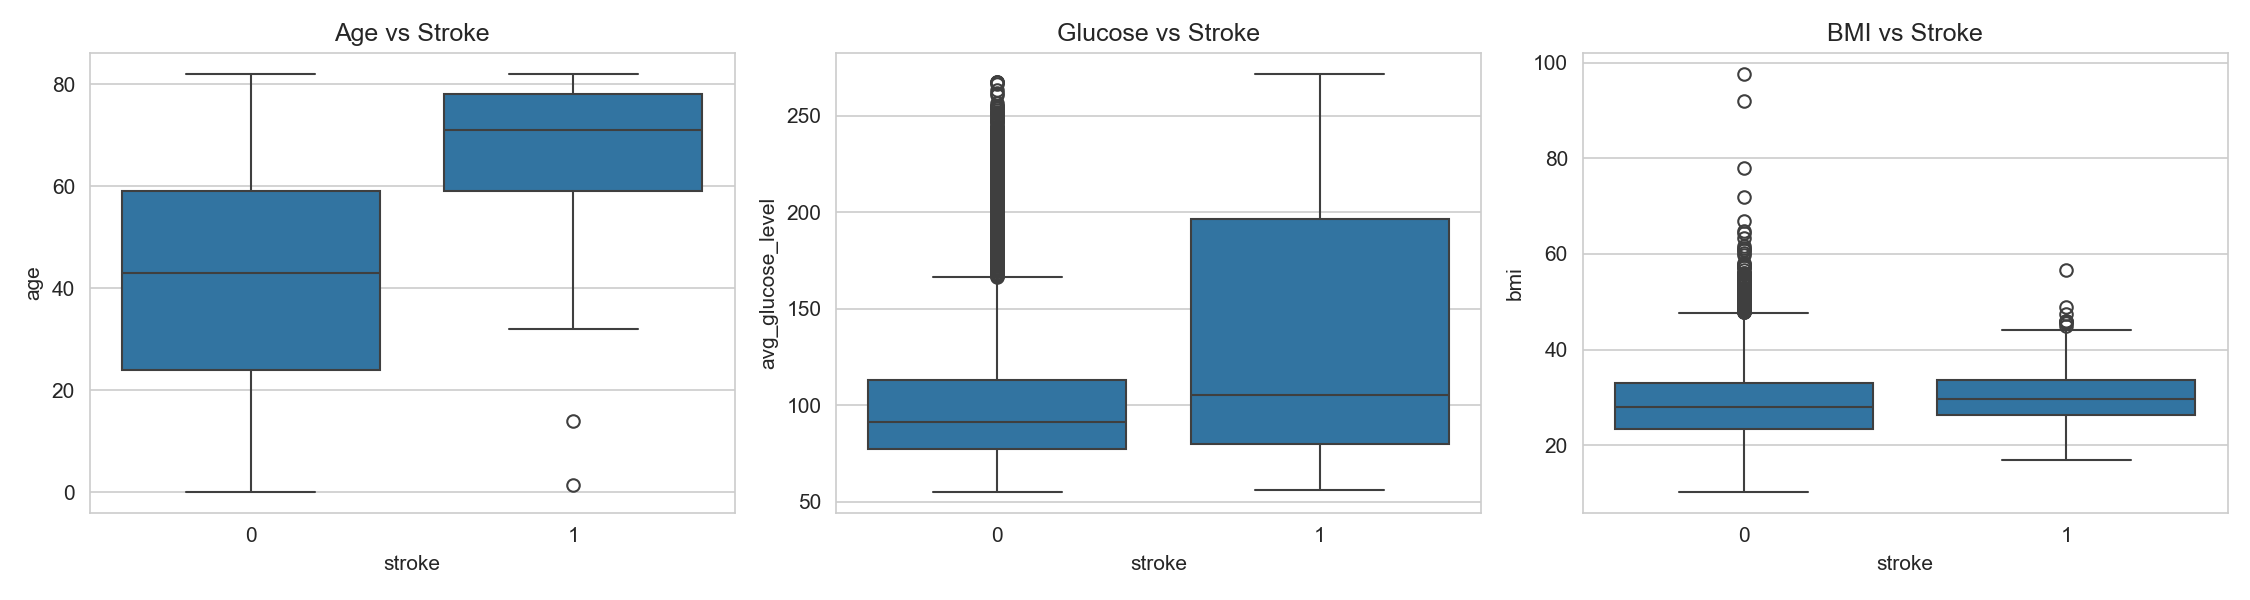 Age vs Stroke
age
80
60
40
20
0
0
1
stroke
Glucose vs Stroke
avg_glucose_level
250
200
150
100
50
0
1
stroke
BMI vs Stroke
bmi
100
80
60
40
20
0
1
stroke